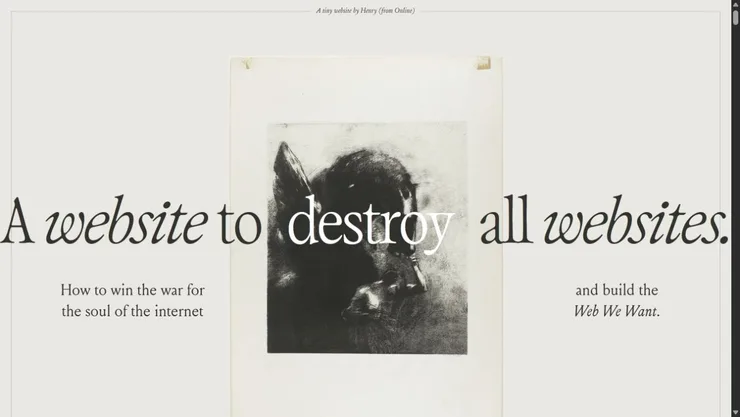 A tiny website by Henry (from Online)
A website to destroy all websites.
How to win the war for
the soul of the internet
and build the
Web We Want.